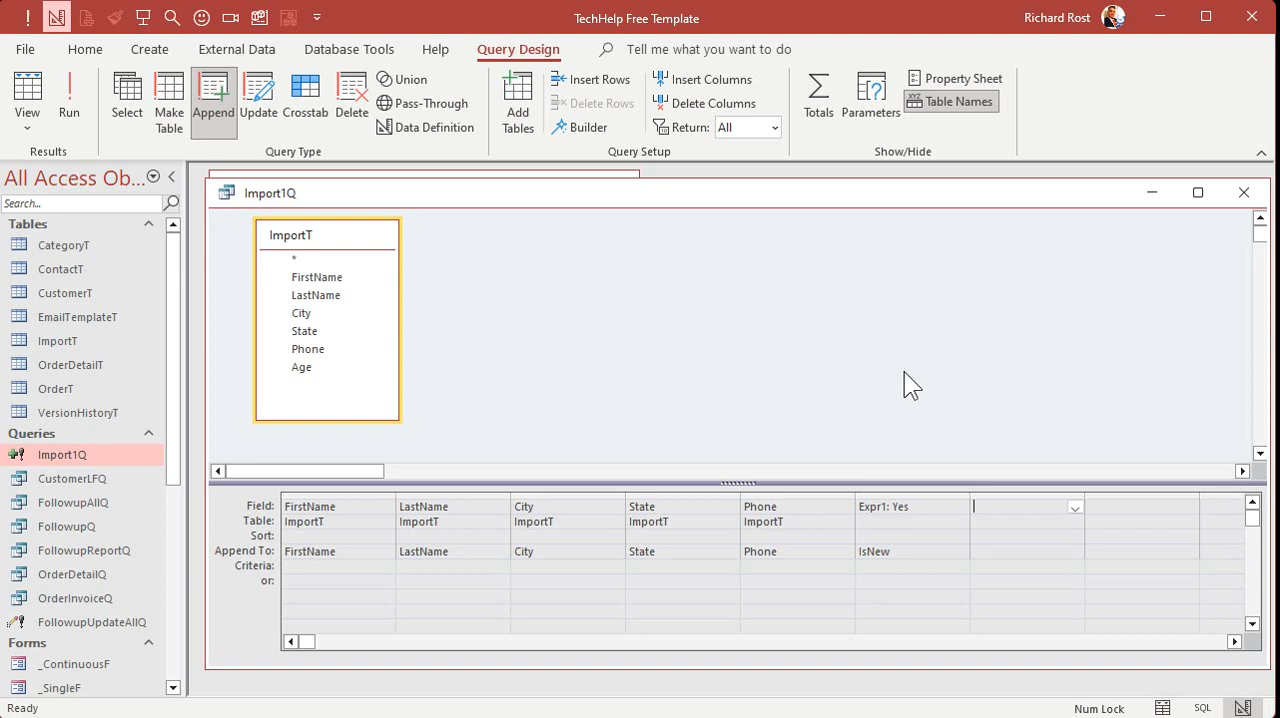 TechHelp Free Template
Richard Rost
File Home Create External Data Database Tools Help Query Design Tell me what you want to do
View
Run
Select
Make Table
Append
Update
Crosstab
Delete
Union
Pass-Through
Data Definition
Add Tables
Insert Rows
Delete Rows
Builder
Insert Columns
Delete Columns
Return: All
Totals
Parameters
Property Sheet
XYZ Table Names
Results Query Type Query Setup Show/Hide
All Access Ob...
Search...
Tables
CategoryT
ContactT
CustomerT
EmailTemplateT
ImportT
OrderDetailT
OrderT
VersionHistoryT
Queries
Import1Q
CustomerLFQ
FollowupAllQ
FollowupQ
FollowupReportQ
OrderDetailQ
OrderInvoiceQ
FollowupUpdateAllQ
Forms
_ContinuousF
_SingleF
Import1Q
ImportT
*
FirstName
LastName
City
State
Phone
Age
Field: FirstName LastName City State Phone Expr1: Yes
Table: ImportT ImportT ImportT ImportT ImportT
Sort:
Append To: FirstName LastName City State Phone IsNew
Criteria:
or:
Ready Num Lock SQL